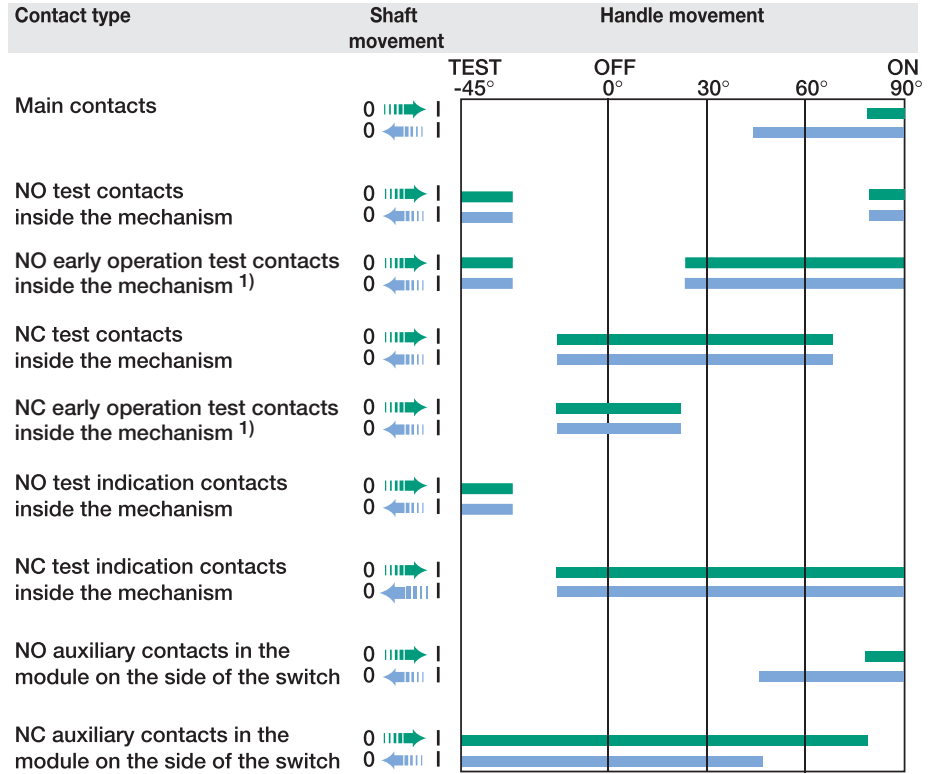 Contact type Shaft Handle movement
movement
TEST OFF ON
-45° 0° 30° 60° 90°
Main contacts 0 I
0 I
NO test contacts 0 I
inside the mechanism 0 I
NO early operation test contacts 0 I
inside the mechanism 1) 0 I
NC test contacts 0 I
inside the mechanism 0 I
NC early operation test contacts 0 I
inside the mechanism 1) 0 I
NO test indication contacts 0 I
inside the mechanism 0 I
NC test indication contacts 0 I
inside the mechanism 0 I
NO auxiliary contacts in the 0 I
module on the side of the switch 0 I
NC auxiliary contacts in the 0 I
module on the side of the switch 0 I